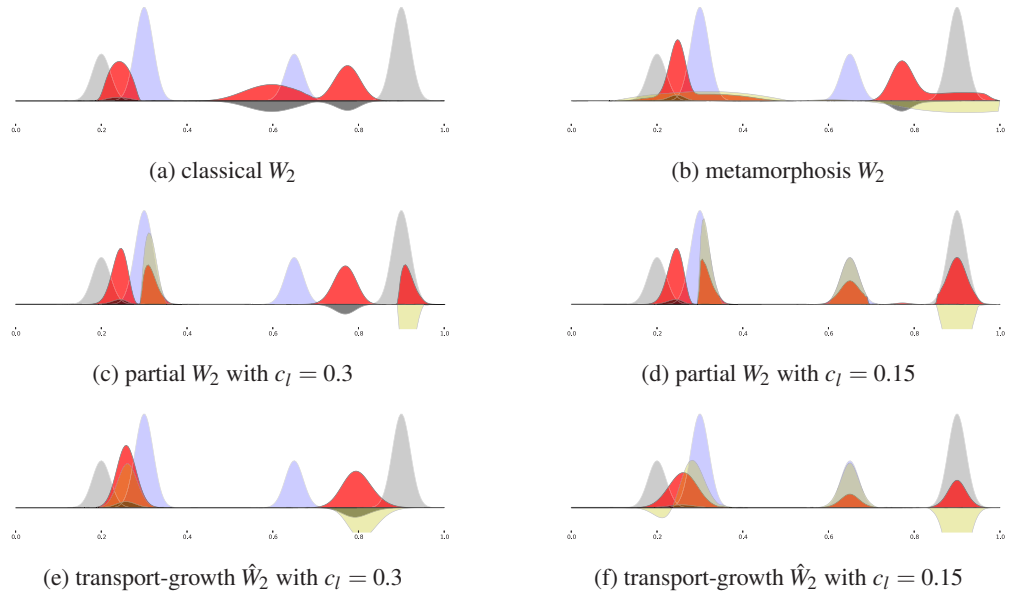 0.0 0.2 0.4 0.6 0.8 1.0 0.0 0.2 0.4 0.6 0.8 1.0
(a) classical W₂ (b) metamorphosis W₂
0.0 0.2 0.4 0.6 0.8 1.0 0.0 0.2 0.4 0.6 0.8 1.0
(c) partial W₂ with cₗ = 0.3 (d) partial W₂ with cₗ = 0.15
0.0 0.2 0.4 0.6 0.8 1.0 0.0 0.2 0.4 0.6 0.8 1.0
(e) transport-growth Ŵ₂ with cₗ = 0.3 (f) transport-growth Ŵ₂ with cₗ = 0.15